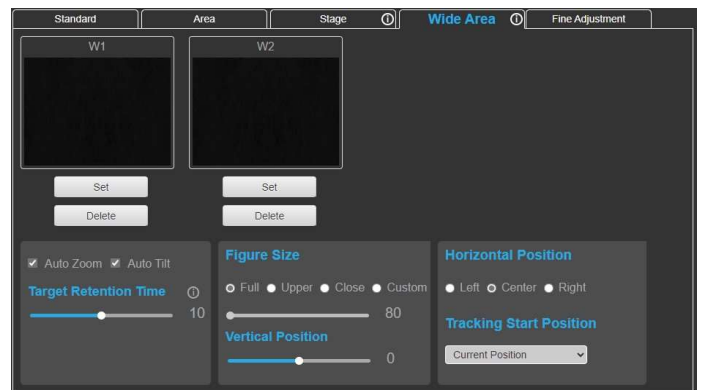 Standard Area Stage Wide Area Fine Adjustment
W1 W2
Set Set
Delete Delete
Auto Zoom Auto Tilt
Target Retention Time
10
Figure Size
Full Upper Close Custom
80
Vertical Position
0
Horizontal Position
Left Center Right
Tracking Start Position
Current Position